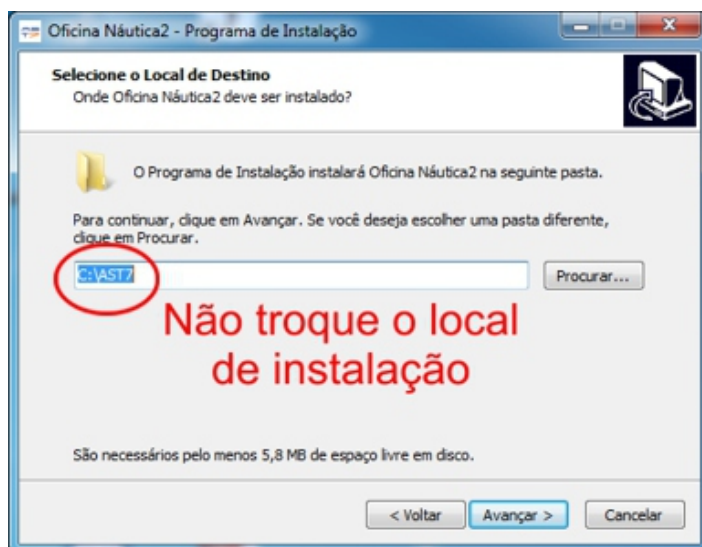 Oficina Náutica2 - Programa de Instalação
Selecione o Local de Destino
Onde Oficina Náutica2 deve ser instalado?
O Programa de Instalação instalará Oficina Náutica2 na seguinte pasta.
Para continuar, clique em Avançar. Se você deseja escolher uma pasta diferente,
clique em Procurar.
C:\AST7
Procurar...
Não troque o local
de instalação
São necessários pelo menos 5,8 MB de espaço livre em disco.
< Voltar
Avançar >
Cancelar